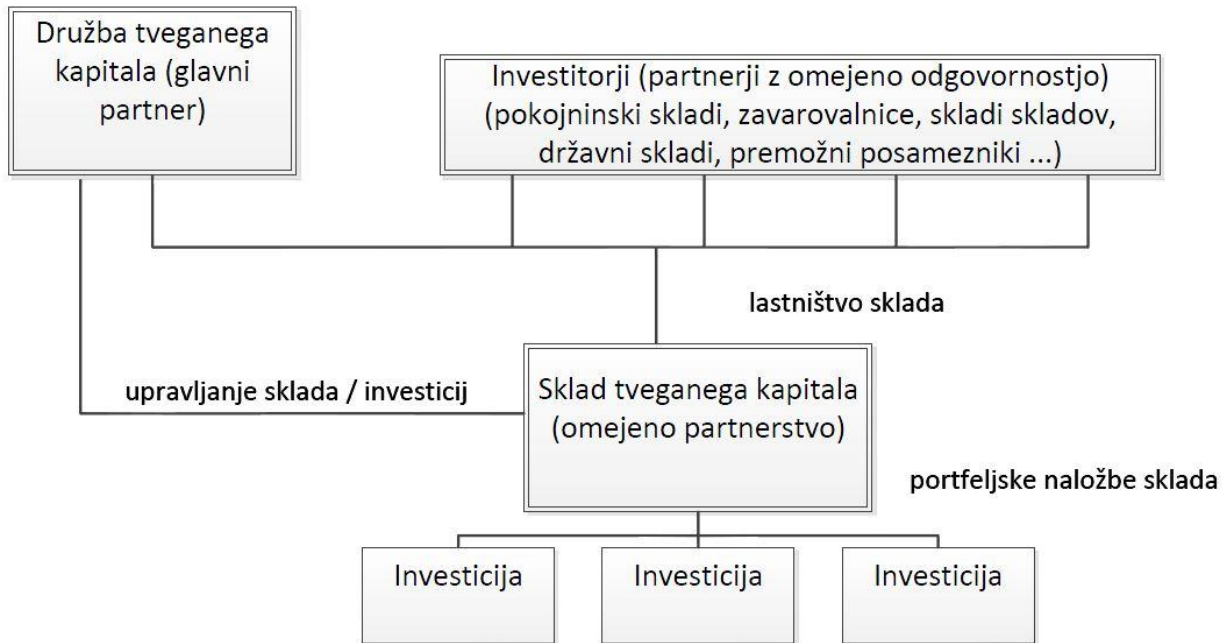 Družba tveganega
kapitala (glavni
partner)
Investitorji (partnerji z omejeno odgovornostjo)
(pokojninski skladi, zavarovalnice, skladi skladov,
državni skladi, premožni posamezniki ...)
lastništvo sklada
upravljanje sklada / investicij
Sklad tveganega kapitala
(omejeno partnerstvo)
portfeljske naložbe sklada
Investicija
Investicija
Investicija